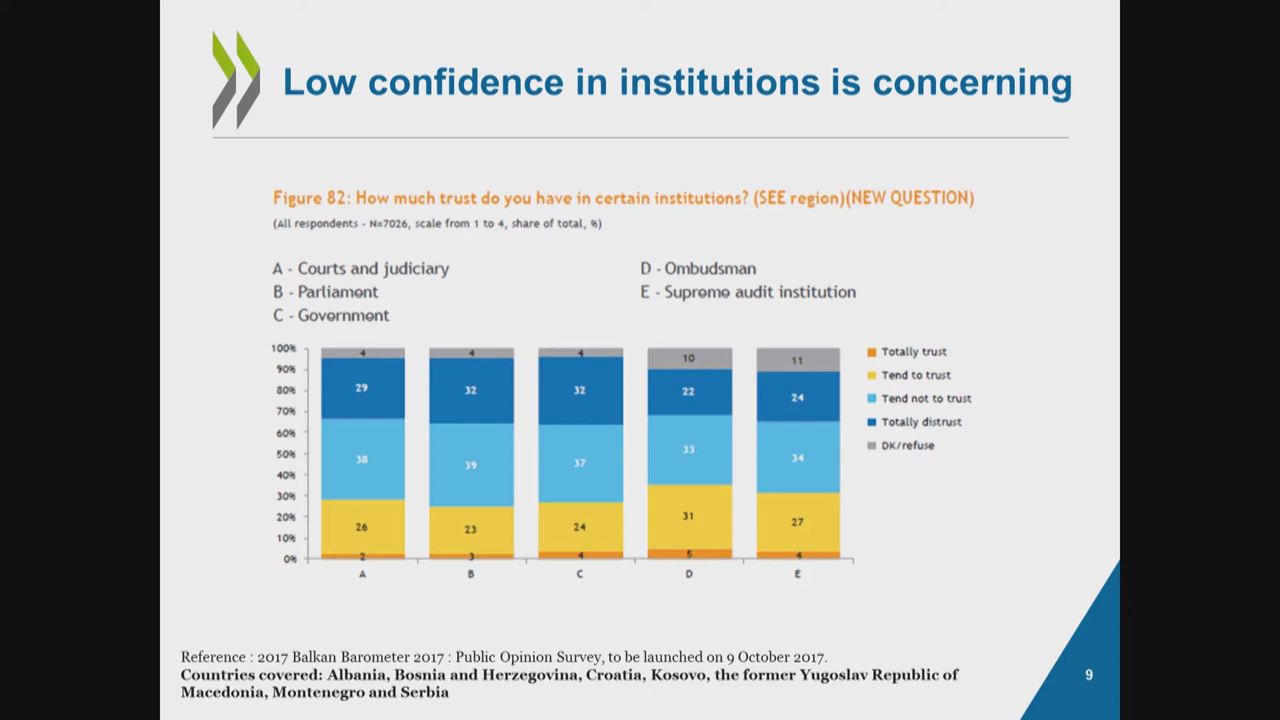 Low confidence in institutions is concerning
Figure 82: How much trust do you have in certain institutions? (SEE region)(NEW QUESTION)
(All respondents - N=7026, scale from 1 to 4, share of total, %)
A - Courts and judiciary
B - Parliament
C - Government
D - Ombudsman
E - Supreme audit institution
100%
90%
80%
70%
60%
50%
40%
30%
20%
10%
0%
4
29
38
26
2
A
4
32
39
23
3
B
4
32
37
24
4
C
10
22
33
31
5
D
11
24
34
27
4
E
Totally trust
Tend to trust
Tend not to trust
Totally distrust
DK/refuse
Reference : 2017 Balkan Barometer 2017 : Public Opinion Survey, to be launched on 9 October 2017.
Countries covered: Albania, Bosnia and Herzegovina, Croatia, Kosovo, the former Yugoslav Republic of
Macedonia, Montenegro and Serbia
9